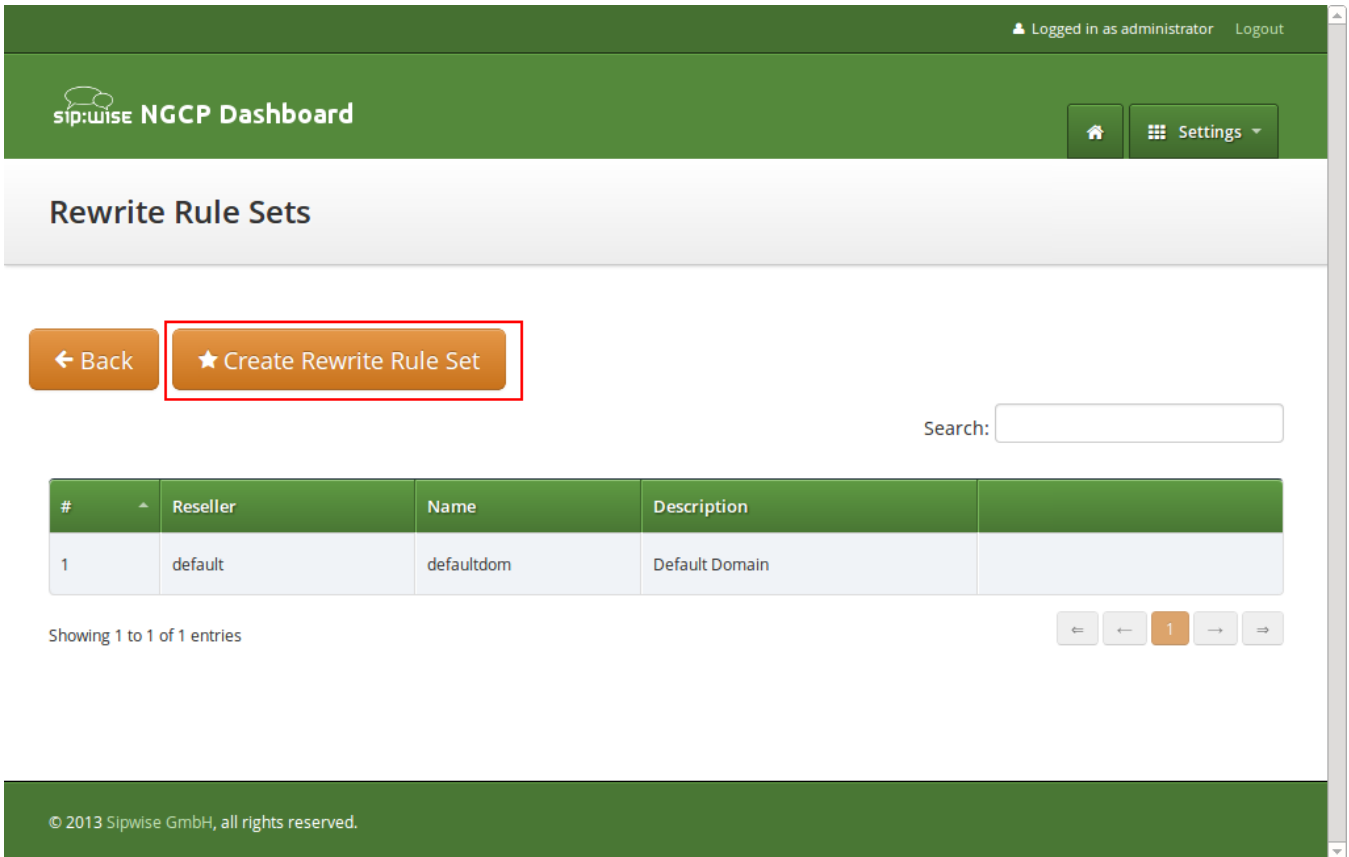 Logged in as administrator Logout
sip:wise NGCP Dashboard
Settings
Rewrite Rule Sets
Back Create Rewrite Rule Set
Search:
# Reseller Name Description
1 default defaultdom Default Domain
Showing 1 to 1 of 1 entries
⇐ ← 1 → ⇒
© 2013 Sipwise GmbH, all rights reserved.